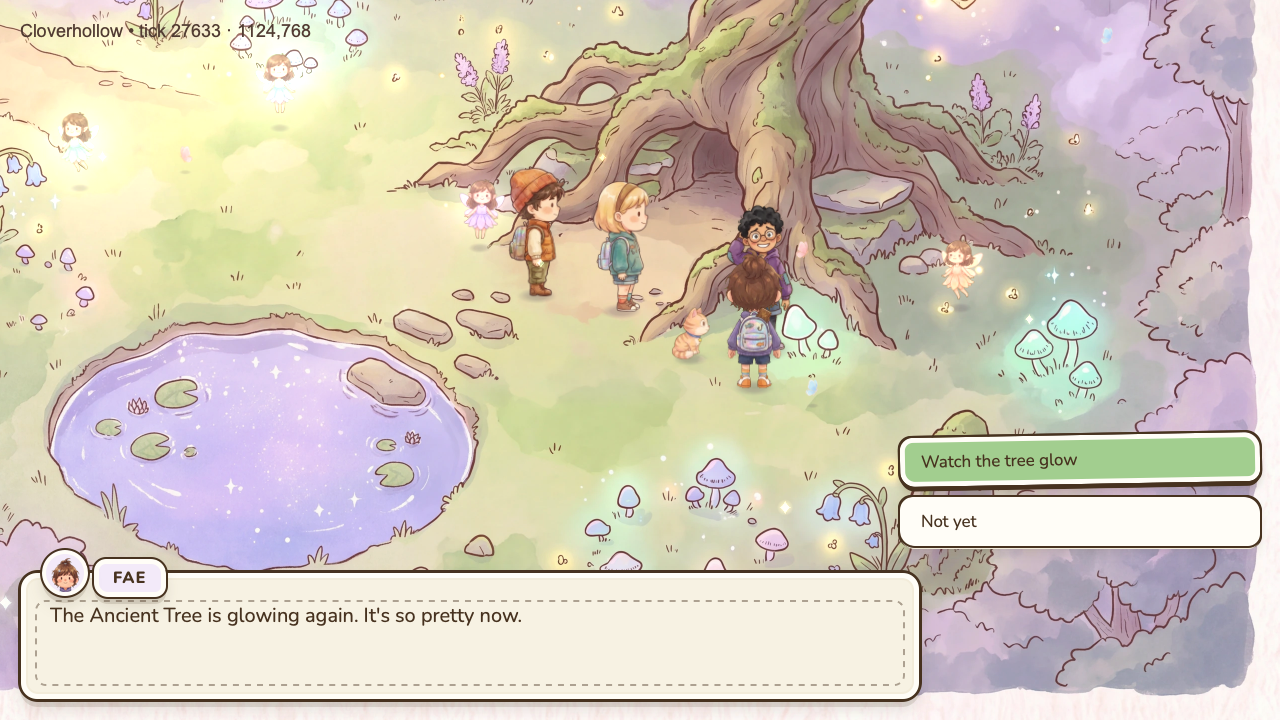 Cloverhollow • tick 27633 · 1124,768
Watch the tree glow
Not yet
FAE
The Ancient Tree is glowing again. It's so pretty now.